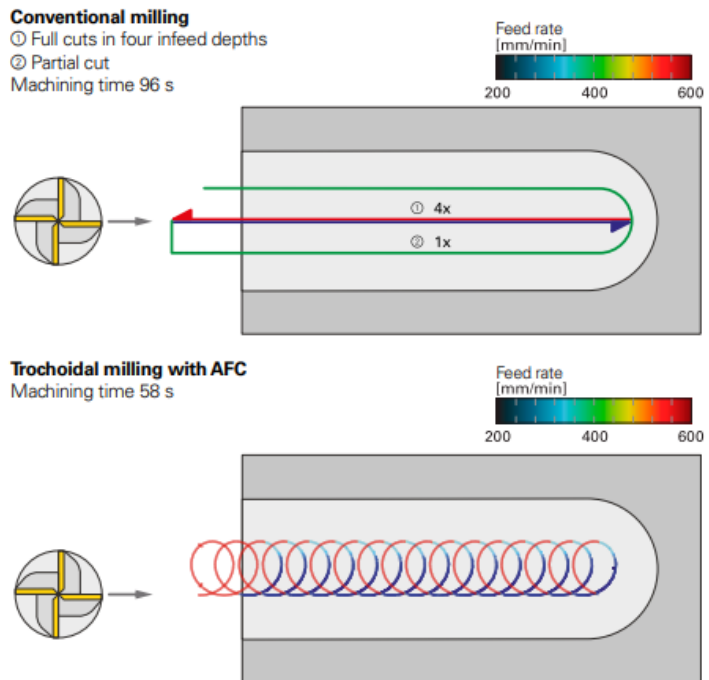 Conventional milling
① Full cuts in four infeed depths
② Partial cut
Machining time 96 s
Feed rate
[mm/min]
200 400 600
① 4x
② 1x
Trochoidal milling with AFC
Machining time 58 s
Feed rate
[mm/min]
200 400 600